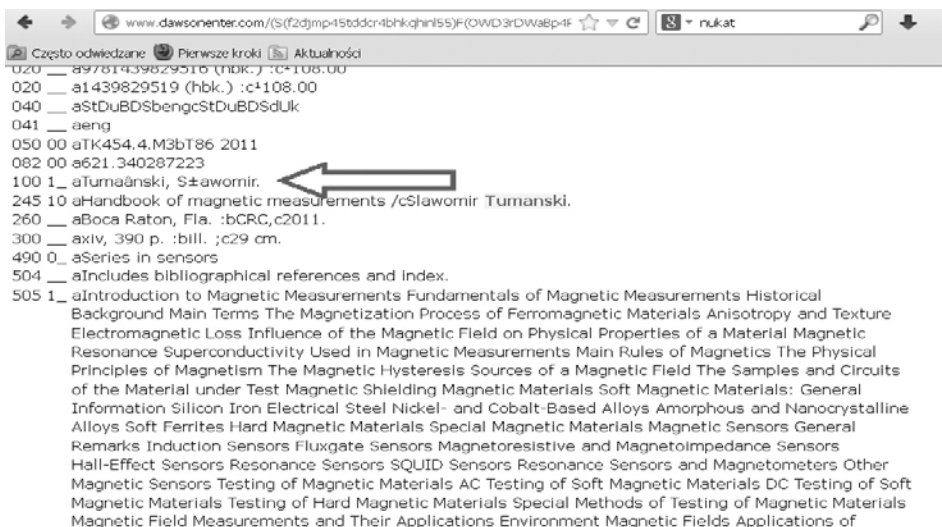 www.dawsonenter.com/(S(f2djmp45tddcr4bhkqhinl55)F(OWD3rDWaBp4F 8 nukat
Często odwiedzane Pierwsze kroki Aktualności
020 __ a9781439829516 (hbk.) :c±108.00
020 __ a1439829519 (hbk.) :c±108.00
040 __ aStDuBDSbengcStDuBDSdUk
041 __ aeng
050 00 aTK454.4.M3bT86 2011
082 00 a621.340287223
100 1_ aTumaânski, S±awomir.
245 10 aHandbook of magnetic measurements /cSlawomir Tumanski.
260 __ aBoca Raton, Fla. :bCRC,c2011.
300 __ axiv, 390 p. :bill. ;c29 cm.
490 0_ aSeries in sensors
504 __ aIncludes bibliographical references and index.
505 1_ aIntroduction to Magnetic Measurements Fundamentals of Magnetic Measurements Historical
Background Main Terms The Magnetization Process of Ferromagnetic Materials Anisotropy and Texture
Electromagnetic Loss Influence of the Magnetic Field on Physical Properties of a Material Magnetic
Resonance Superconductivity Used in Magnetic Measurements Main Rules of Magnetics The Physical
Principles of Magnetism The Magnetic Hysteresis Sources of a Magnetic Field The Samples and Circuits
of the Material under Test Magnetic Shielding Magnetic Materials Soft Magnetic Materials: General
Information Silicon Iron Electrical Steel Nickel- and Cobalt-Based Alloys Amorphous and Nanocrystalline
Alloys Soft Ferrites Hard Magnetic Materials Special Magnetic Materials Magnetic Sensors General
Remarks Induction Sensors Fluxgate Sensors Magnetoresistive and Magnetoimpedance Sensors
Hall-Effect Sensors Resonance Sensors SQUID Sensors Resonance Sensors and Magnetometers Other
Magnetic Sensors Testing of Magnetic Materials AC Testing of Soft Magnetic Materials DC Testing of Soft
Magnetic Materials Testing of Hard Magnetic Materials Special Methods of Testing of Magnetic Materials
Magnetic Field Measurements and Their Applications Environment Magnetic Fields Applications of